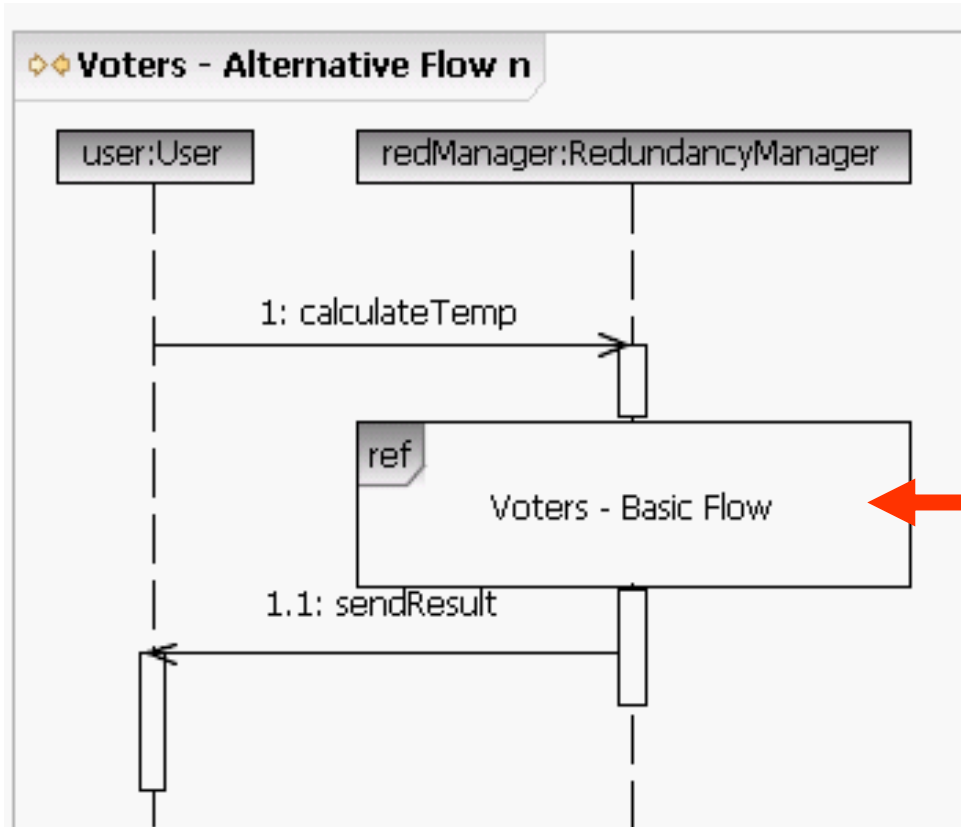 Voters - Alternative Flow n
user:User
redManager:RedundancyManager
1: calculateTemp
ref
Voters - Basic Flow
1.1: sendResult